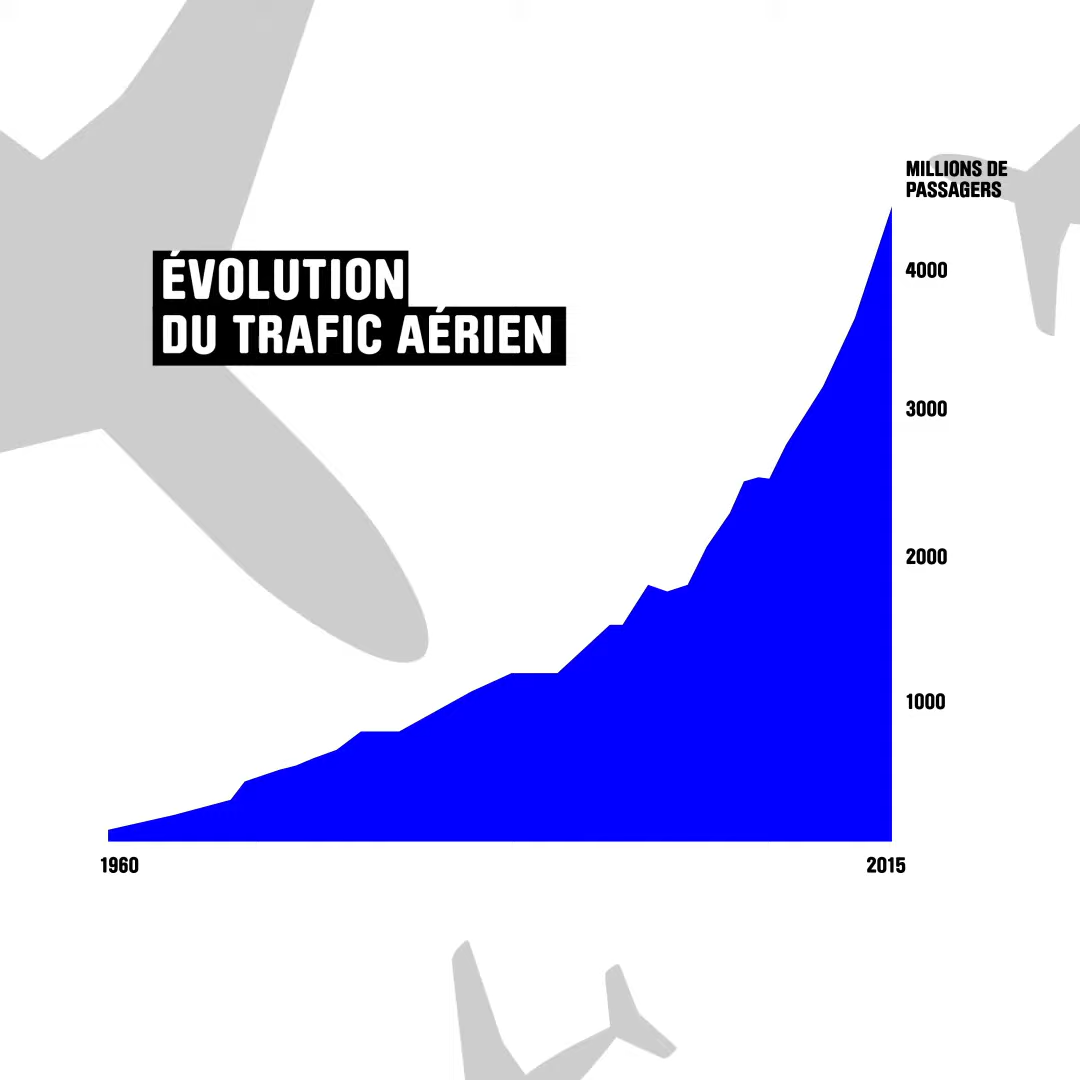 MILLIONS DE
PASSAGERS
ÉVOLUTION
DU TRAFIC AÉRIEN
4000
3000
2000
1000
1960
2015